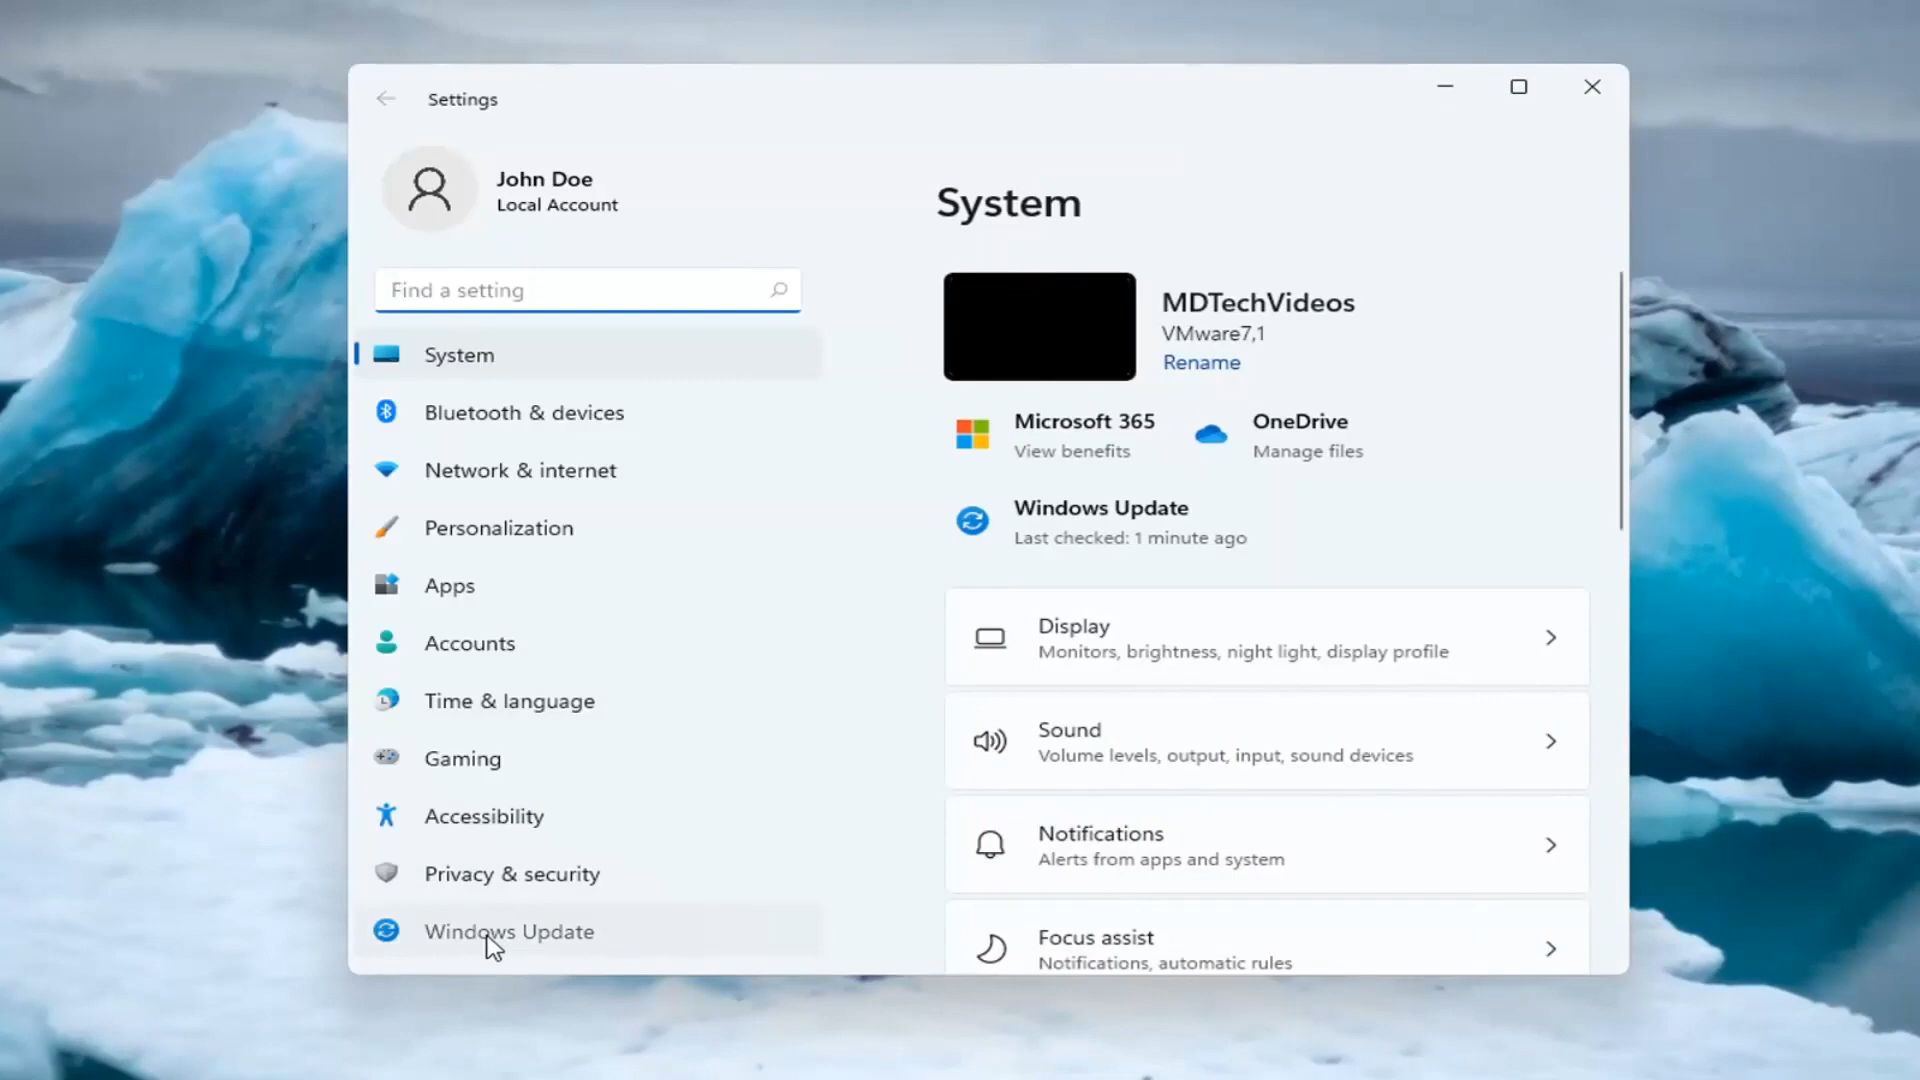 Settings
John Doe
Local Account
Find a setting
System
Bluetooth & devices
Network & internet
Personalization
Apps
Accounts
Time & language
Gaming
Accessibility
Privacy & security
Windows Update
System
MDTechVideos
VMware7,1
Rename
Microsoft 365
View benefits
OneDrive
Manage files
Windows Update
Last checked: 1 minute ago
Display
Monitors, brightness, night light, display profile
Sound
Volume levels, output, input, sound devices
Notifications
Alerts from apps and system
Focus assist
Notifications, automatic rules